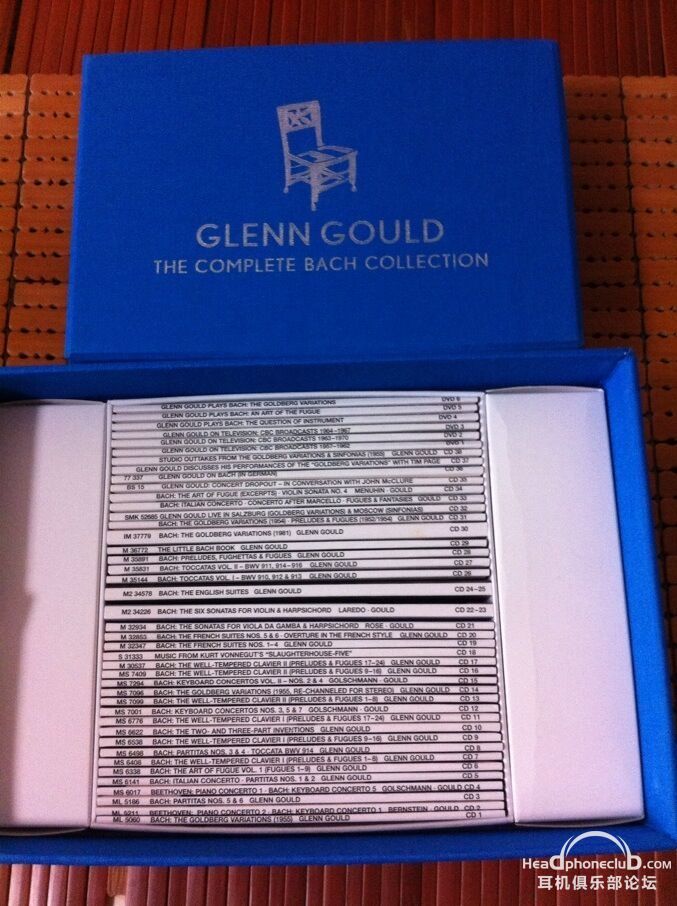 GLENN GOULD
THE COMPLETE BACH COLLECTION
GLENN GOULD PLAYS BACH: THE GOLDBERG VARIATIONS DVD 6
GLENN GOULD PLAYS BACH: AN ART OF THE FUGUE DVD 5
GLENN GOULD PLAYS BACH: THE QUESTION OF INSTRUMENT DVD 4
GLENN GOULD ON TELEVISION: CBC BROADCASTS 1964–1967 DVD 3
GLENN GOULD ON TELEVISION: CBC BROADCASTS 1963–1970 DVD 2
GLENN GOULD ON TELEVISION: CBC BROADCASTS 1957–1962 DVD 1
STUDIO OUTTAKES FROM THE GOLDBERG VARIATIONS & SINFONIAS (1955) GLENN GOULD CD 38
GLENN GOULD DISCUSSES HIS PERFORMANCES OF THE "GOLDBERG VARIATIONS" WITH TIM PAGE CD 37
77 337 GLENN GOULD ON BACH (IN GERMAN) CD 36
BS 15 GLENN GOULD: CONCERT DROPOUT – IN CONVERSATION WITH JOHN McCLURE
BACH: THE ART OF FUGUE (EXCERPTS) · VIOLIN SONATA NO. 4 MENUHIN · GOULD CD 34
BACH: ITALIAN CONCERTO · CONCERTO AFTER MARCELLO · FUGUES & FANTASIES GOULD CD 33
SMK 52685 GLENN GOULD LIVE IN SALZBURG (GOLDBERG VARIATIONS) & MOSCOW (SINFONIAS) CD 32
BACH: THE GOLDBERG VARIATIONS (1954) · PRELUDES & FUGUES (1952/1954) GLENN GOULD CD 31
IM 37779 BACH: THE GOLDBERG VARIATIONS (1981) GLENN GOULD CD 30
M 36772 THE LITTLE BACH BOOK GLENN GOULD CD 29
M 35891 BACH: PRELUDES, FUGHETTAS & FUGUES GLENN GOULD CD 28
M 35831 BACH: TOCCATAS VOL. II – BWV 911, 914–916 GLENN GOULD CD 27
M 35144 BACH: TOCCATAS VOL. I – BWV 910, 912 & 913 GLENN GOULD CD 26
M2 34578 BACH: THE ENGLISH SUITES GLENN GOULD CD 24–25
M2 34226 BACH: THE SIX SONATAS FOR VIOLIN & HARPSICHORD LAREDO · GOULD CD 22–23
M 32934 BACH: THE SONATAS FOR VIOLA DA GAMBA & HARPSICHORD ROSE · GOULD CD 21
M 32853 BACH: THE FRENCH SUITES NOS. 5 & 6 · OVERTURE IN THE FRENCH STYLE GLENN GOULD CD 20
M 32347 BACH: THE FRENCH SUITES NOS. 1–4 GLENN GOULD CD 19
S 31333 MUSIC FROM KURT VONNEGUT'S "SLAUGHTERHOUSE-FIVE" CD 18
M 30537 BACH: THE WELL-TEMPERED CLAVIER II (PRELUDES & FUGUES 17–24) GLENN GOULD CD 17
MS 7409 BACH: THE WELL-TEMPERED CLAVIER II (PRELUDES & FUGUES 9–16) GLENN GOULD CD 16
MS 7294 BACH: KEYBOARD CONCERTOS VOL. II – NOS. 2 & 4 GOLSCHMANN · GOULD CD 15
MS 7096 BACH: THE GOLDBERG VARIATIONS (1955, RE-CHANNELED FOR STEREO) GLENN GOULD CD 14
MS 7099 BACH: THE WELL-TEMPERED CLAVIER II (PRELUDES & FUGUES 1–8) GLENN GOULD CD 13
MS 7001 BACH: KEYBOARD CONCERTOS NOS. 3, 5 & 7 GOLSCHMANN · GOULD CD 12
MS 6776 BACH: THE WELL-TEMPERED CLAVIER I (PRELUDES & FUGUES 17–24) GLENN GOULD CD 11
MS 6622 BACH: THE TWO- AND THREE-PART INVENTIONS GLENN GOULD CD 10
MS 6538 BACH: THE WELL-TEMPERED CLAVIER I (PRELUDES & FUGUES 9–16) GLENN GOULD CD 9
MS 6498 BACH: PARTITAS NOS. 3 & 4 · TOCCATA BWV 914 GLENN GOULD CD 8
MS 6408 BACH: THE WELL-TEMPERED CLAVIER I (PRELUDES & FUGUES 1–8) GLENN GOULD CD 7
MS 6338 BACH: THE ART OF FUGUE VOL. 1 (FUGUES 1–9) GLENN GOULD CD 6
MS 6141 BACH: ITALIAN CONCERTO · PARTITAS NOS. 1 & 2 GLENN GOULD CD 5
MS 6017 BEETHOVEN: PIANO CONCERTO 1 · BACH: KEYBOARD CONCERTO 5 GOLSCHMANN · GOULD CD 4
ML 5186 BACH: PARTITAS NOS. 5 & 6 GLENN GOULD CD 3
ML 5211 BEETHOVEN: PIANO CONCERTO 2 · BACH: KEYBOARD CONCERTO 1 BERNSTEIN · GOULD CD 2
ML 5060 BACH: THE GOLDBERG VARIATIONS (1955) GLENN GOULD CD 1
Headphoneclub.com
耳机俱乐部论坛